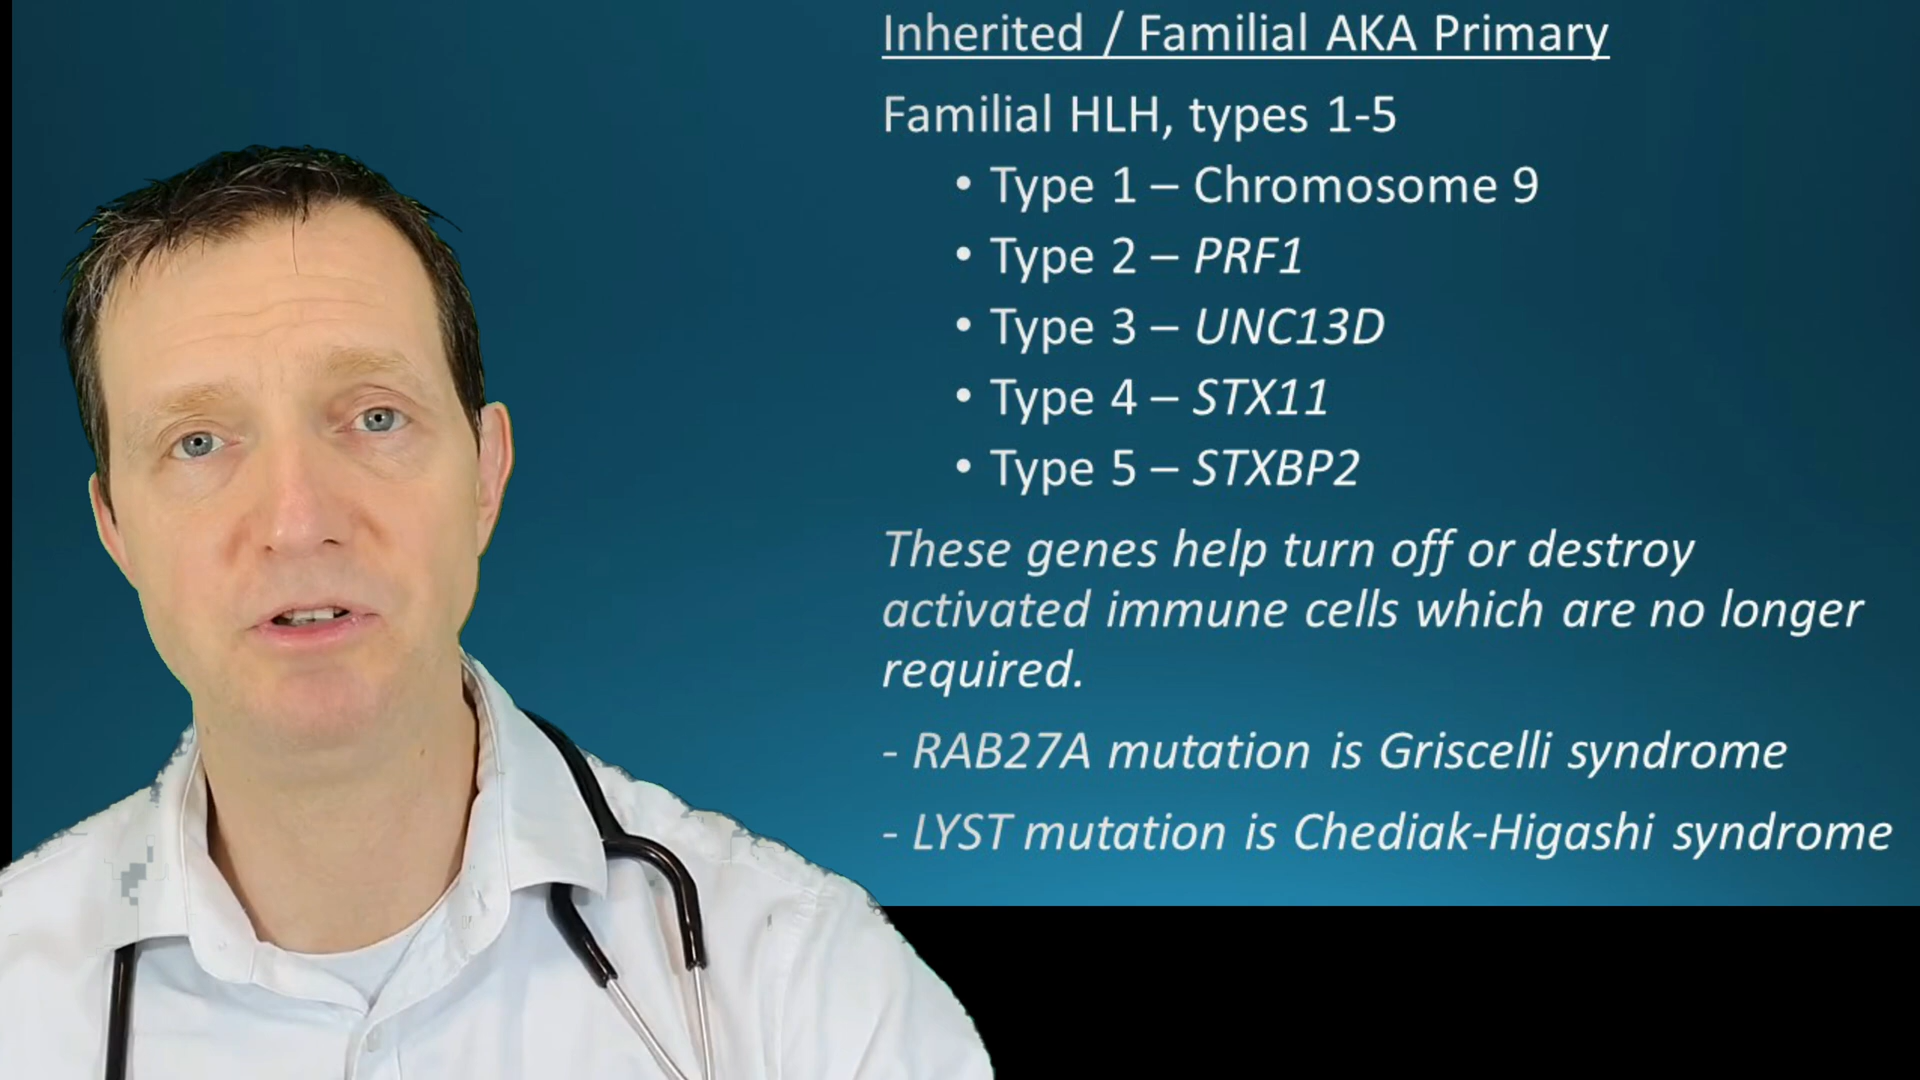 Inherited / Familial AKA Primary
Familial HLH, types 1-5
• Type 1 – Chromosome 9
• Type 2 – PRF1
• Type 3 – UNC13D
• Type 4 – STX11
• Type 5 – STXBP2
These genes help turn off or destroy
activated immune cells which are no longer
required.
- RAB27A mutation is Griscelli syndrome
- LYST mutation is Chediak-Higashi syndrome